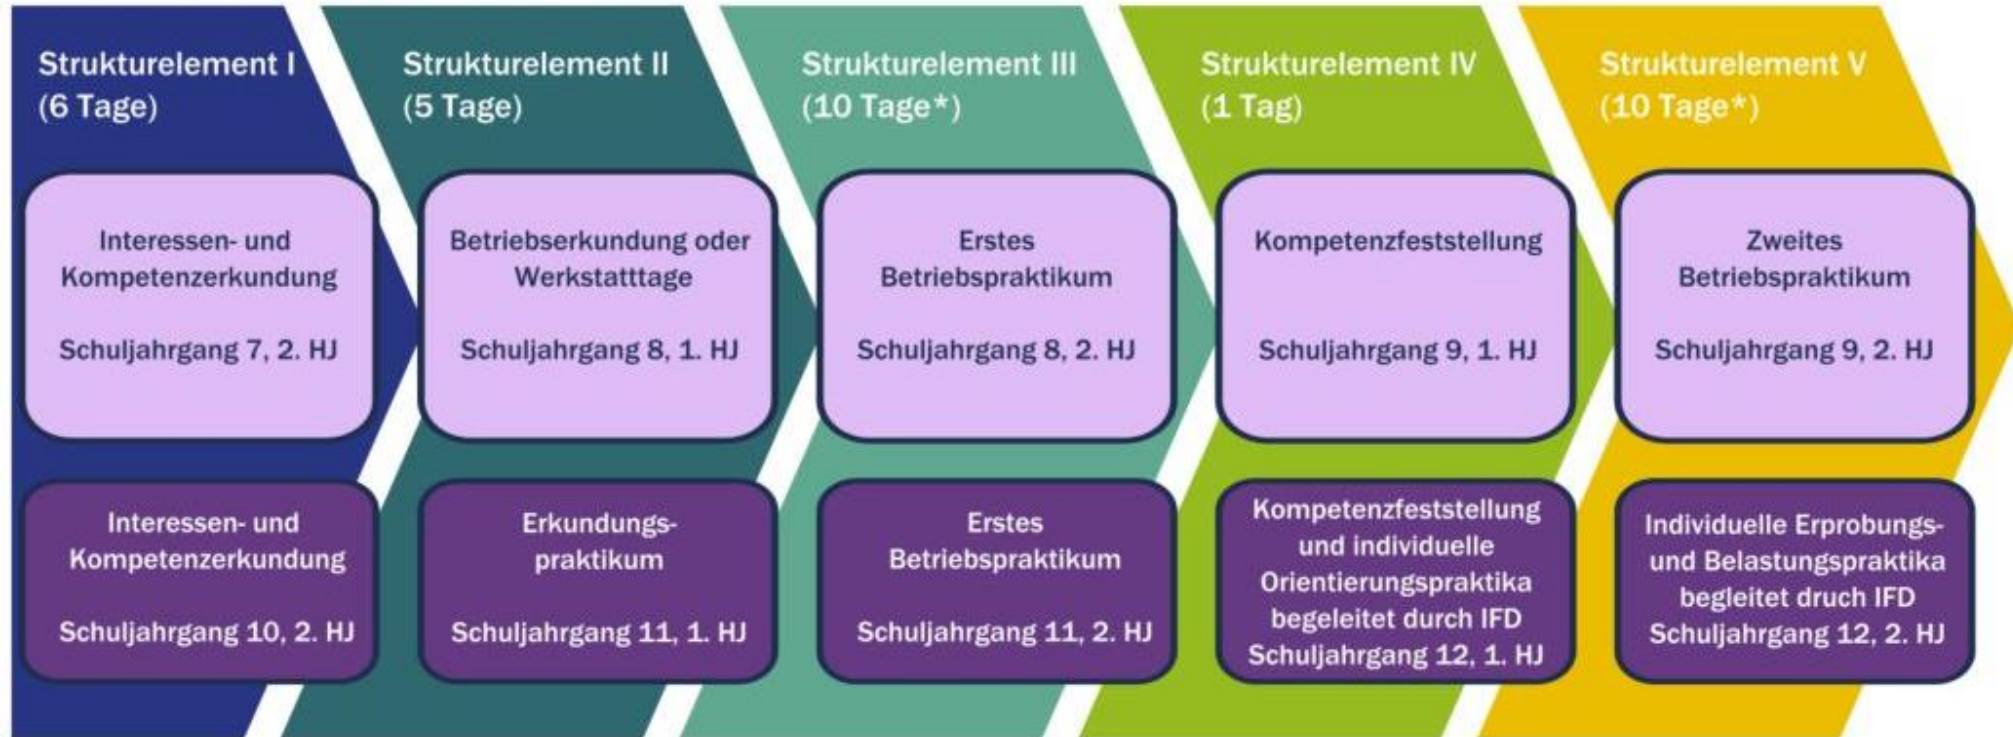 Strukturelement I
(6 Tage)
Interessen- und
Kompetenzerkundung
Schuljahrgang 7, 2. HJ
Interessen- und
Kompetenzerkundung
Schuljahrgang 10, 2. HJ
Strukturelement II
(5 Tage)
Betriebserkundung oder
Werkstatttage
Schuljahrgang 8, 1. HJ
Erkundungs-
praktikum
Schuljahrgang 11, 1. HJ
Strukturelement III
(10 Tage*)
Erstes
Betriebspraktikum
Schuljahrgang 8, 2. HJ
Erstes
Betriebspraktikum
Schuljahrgang 11, 2. HJ
Strukturelement IV
(1 Tag)
Kompetenzfeststellung
Schuljahrgang 9, 1. HJ
Kompetenzfeststellung
und individuelle
Orientierungspraktika
begeleitet durch IFD
Schuljahrgang 12, 1. HJ
Strukturelement V
(10 Tage*)
Zweites
Betriebspraktikum
Schuljahrgang 9, 2. HJ
Individuelle Erprobungs-
und Belastungspraktika
begleitet druch IFD
Schuljahrgang 12, 2. HJ